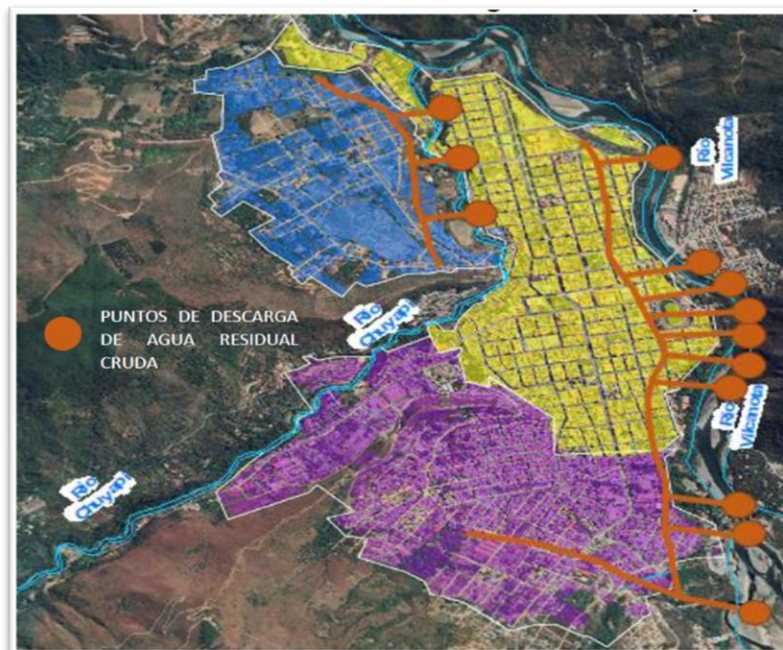 Río
Vilcanota
PUNTOS DE DESCARGA
DE AGUA RESIDUAL
CRUDA
Río
Chuyapi
Río
Vilcanota
Río
Chuyapi